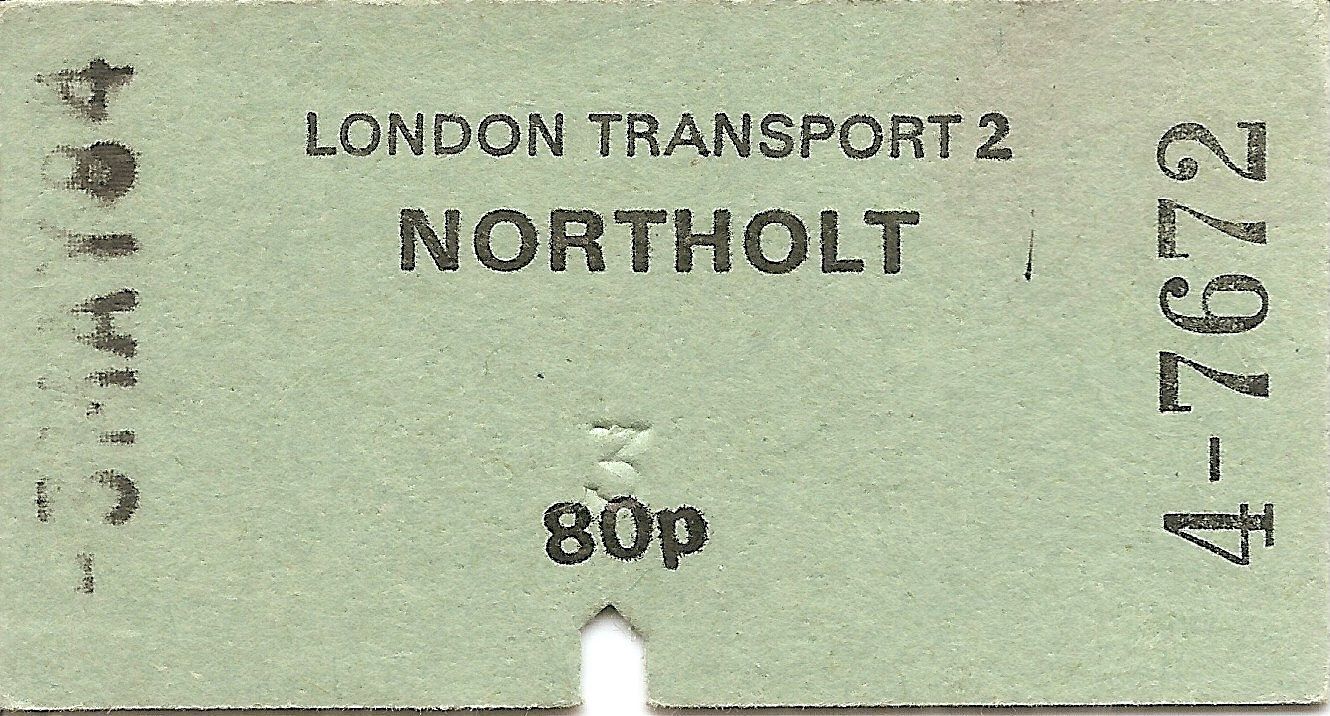 LONDON TRANSPORT 2
NORTHOLT
80p
4-7672